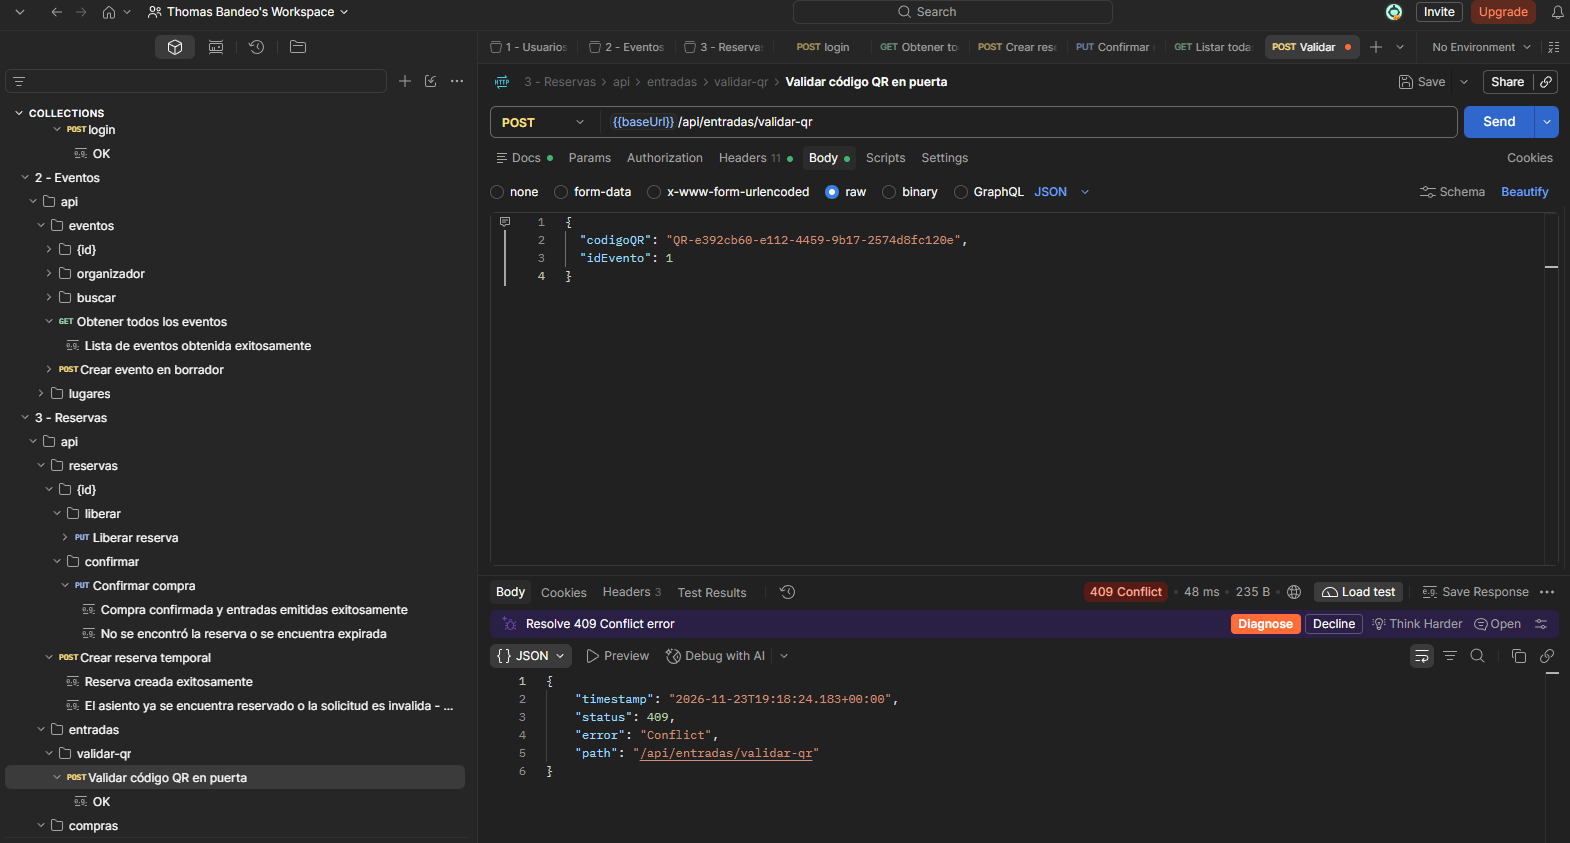 Thomas Bandeo's Workspace
Search
Invite
Upgrade
1 - Usuarios
2 - Eventos
3 - Reserva
POST login
GET Obtener to
POST Crear res
PUT Confirmar
GET Listar toda
POST Validar
No Environment
HTTP
3 - Reservas > api > entradas > validar-qr > Validar código QR en puerta
Save
Share
COLLECTIONS
POST login
e.g. OK
2 - Eventos
api
eventos
{id}
organizador
buscar
GET Obtener todos los eventos
e.g. Lista de eventos obtenida exitosamente
POST Crear evento en borrador
lugares
3 - Reservas
api
reservas
{id}
liberar
PUT Liberar reserva
confirmar
PUT Confirmar compra
e.g. Compra confirmada y entradas emitidas exitosamente
e.g. No se encontró la reserva o se encuentra expirada
POST Crear reserva temporal
e.g. Reserva creada exitosamente
e.g. El asiento ya se encuentra reservado o la solicitud es invalida - ...
entradas
validar-qr
POST Validar código QR en puerta
e.g. OK
compras
POST
{{baseUrl}} /api/entradas/validar-qr
Send
Docs
Params
Authorization
Headers 11
Body
Scripts
Settings
Cookies
none
form-data
x-www-form-urlencoded
raw
binary
GraphQL
JSON
Schema
Beautify
1 {
2 "codigoQR": "QR-e392cb60-e112-4459-9b17-2574d8fc120e",
3 "idEvento": 1
4 }
Body
Cookies
Headers 3
Test Results
409 Conflict
48 ms
235 B
Load test
e.g. Save Response
Resolve 409 Conflict error
Diagnose
Decline
Think Harder
Open
{} JSON
Preview
Debug with AI
1 {
2 "timestamp": "2026-11-23T19:18:24.183+00:00",
3 "status": 409,
4 "error": "Conflict",
5 "path": "/api/entradas/validar-qr"
6 }